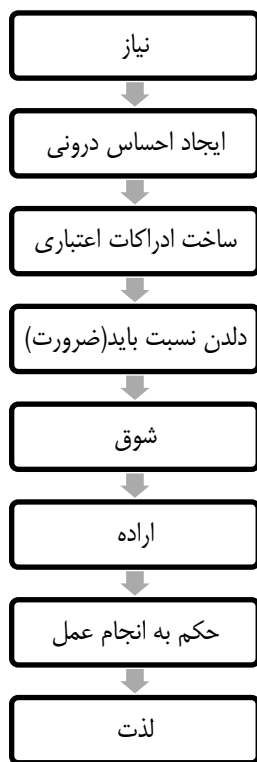 نیاز
ایجاد احساس درونی
ساخت ادراکات اعتباری
دلدن نسبت باید(ضرورت)
شوق
اراده
حکم به انجام عمل
لذت